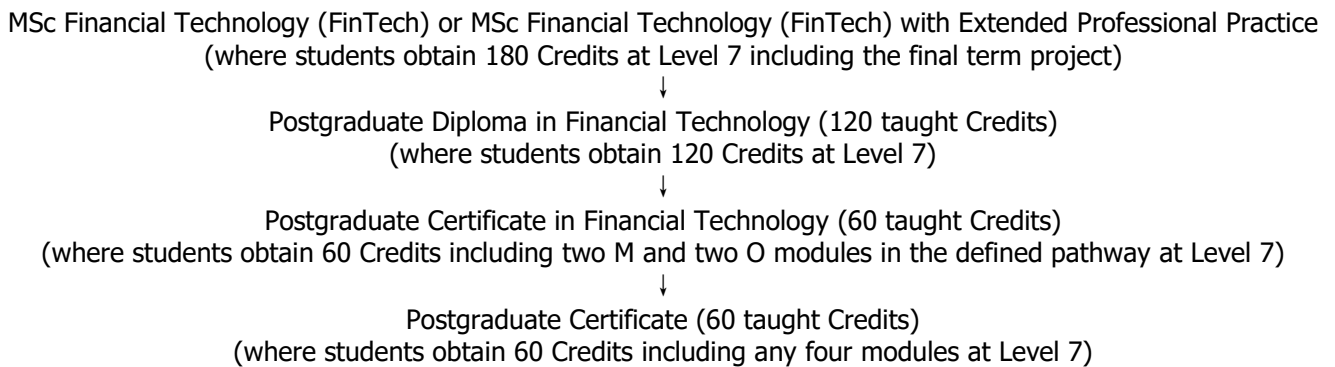 MSc Financial Technology (FinTech) or MSc Financial Technology (FinTech) with Extended Professional Practice
(where students obtain 180 Credits at Level 7 including the final term project)
↓
Postgraduate Diploma in Financial Technology (120 taught Credits)
(where students obtain 120 Credits at Level 7)
↓
Postgraduate Certificate in Financial Technology (60 taught Credits)
(where students obtain 60 Credits including two M and two O modules in the defined pathway at Level 7)
↓
Postgraduate Certificate (60 taught Credits)
(where students obtain 60 Credits including any four modules at Level 7)